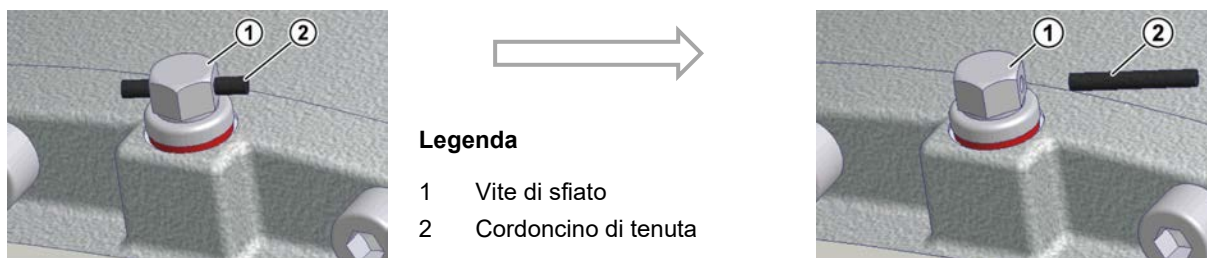 1 2
1 2
Legenda
1 Vite di sfiato
2 Cordoncino di tenuta